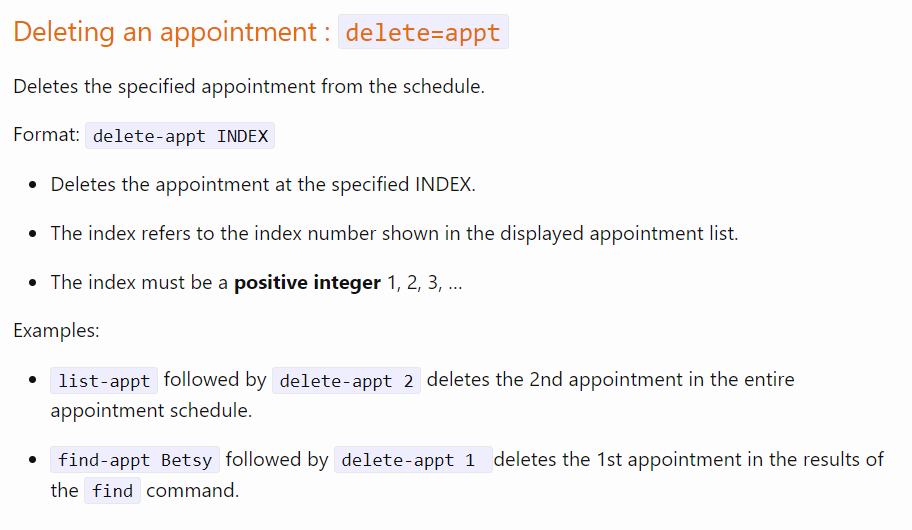 Deleting an appointment : delete=appt
Deletes the specified appointment from the schedule.
Format: delete-appt INDEX
• Deletes the appointment at the specified INDEX.
• The index refers to the index number shown in the displayed appointment list.
• The index must be a positive integer 1, 2, 3, …
Examples:
• list-appt followed by delete-appt 2 deletes the 2nd appointment in the entire
appointment schedule.
• find-appt Betsy followed by delete-appt 1 deletes the 1st appointment in the results of
the find command.